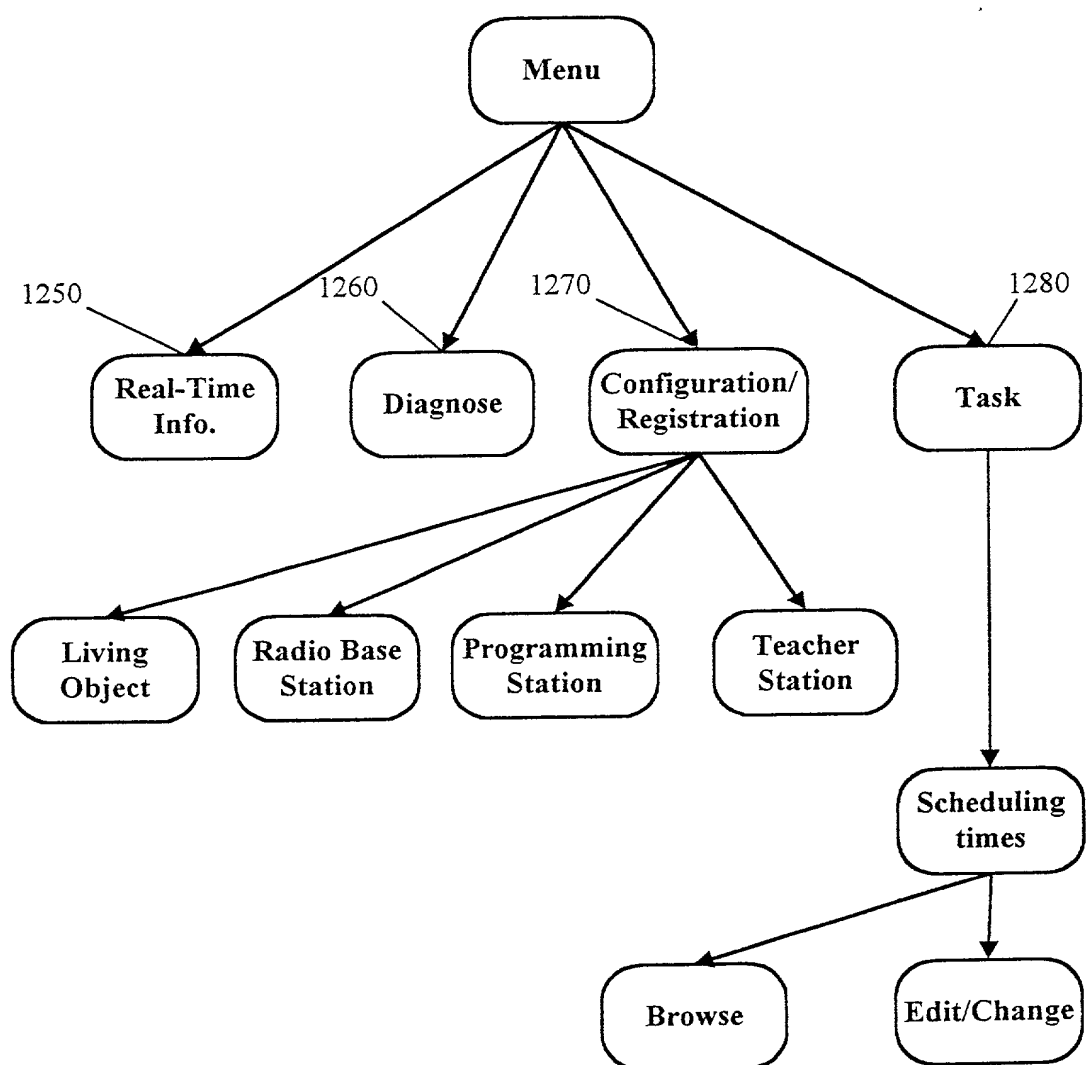 Menu
1250
1260
1270
1280
Real-Time
Info.
Diagnose
Configuration/
Registration
Task
Living
Object
Radio Base
Station
Programming
Station
Teacher
Station
Scheduling
times
Browse
Edit/Change